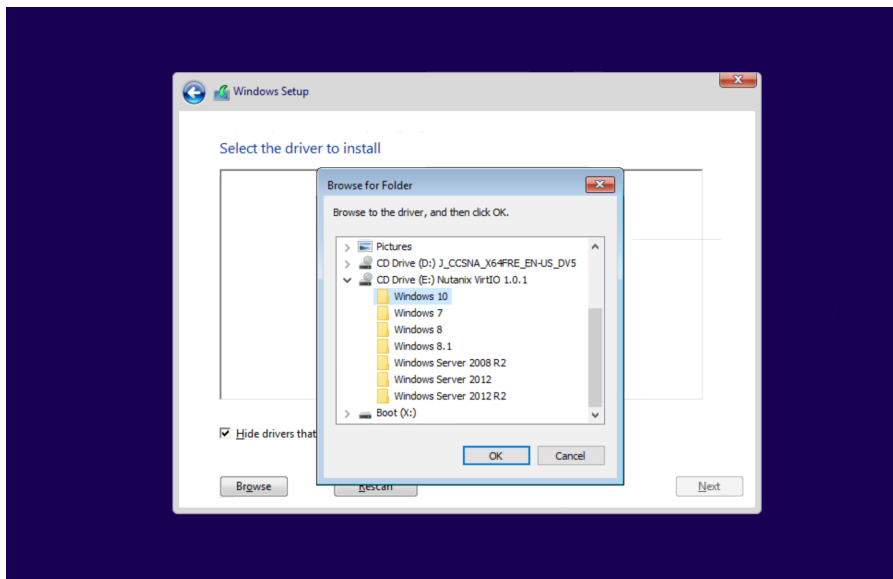 Windows Setup
Select the driver to install
Browse for Folder
Browse to the driver, and then click OK.
Pictures
CD Drive (D:) J_CCSNA_X64FRE_EN-US_DV5
CD Drive (E:) Nutanix VirtIO 1.0.1
Windows 10
Windows 7
Windows 8
Windows 8.1
Windows Server 2008 R2
Windows Server 2012
Windows Server 2012 R2
Boot (X:)
Hide drivers that
OK Cancel
Browse Rescan Next